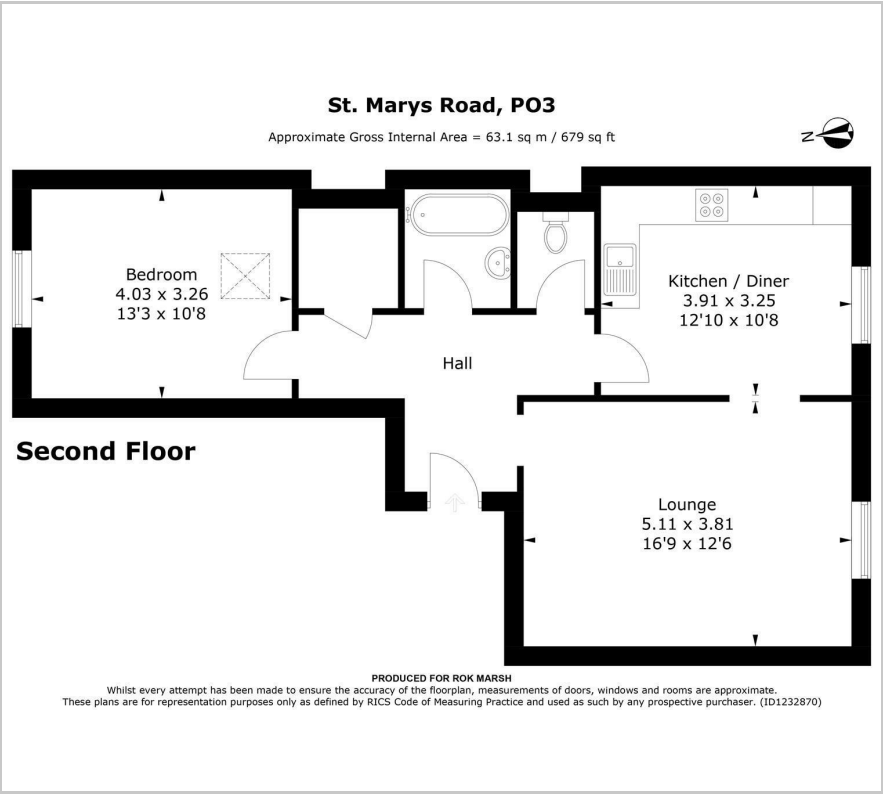 St. Marys Road, PO3
Approximate Gross Internal Area = 63.1 sq m / 679 sq ft
N
Bedroom
4.03 x 3.26
13'3 x 10'8
Kitchen / Diner
3.91 x 3.25
12'10 x 10'8
Hall
Second Floor
Lounge
5.11 x 3.81
16'9 x 12'6
PRODUCED FOR ROK MARSH
Whilst every attempt has been made to ensure the accuracy of the floorplan, measurements of doors, windows and rooms are approximate.
These plans are for representation purposes only as defined by RICS Code of Measuring Practice and used as such by any prospective purchaser. (ID1232870)